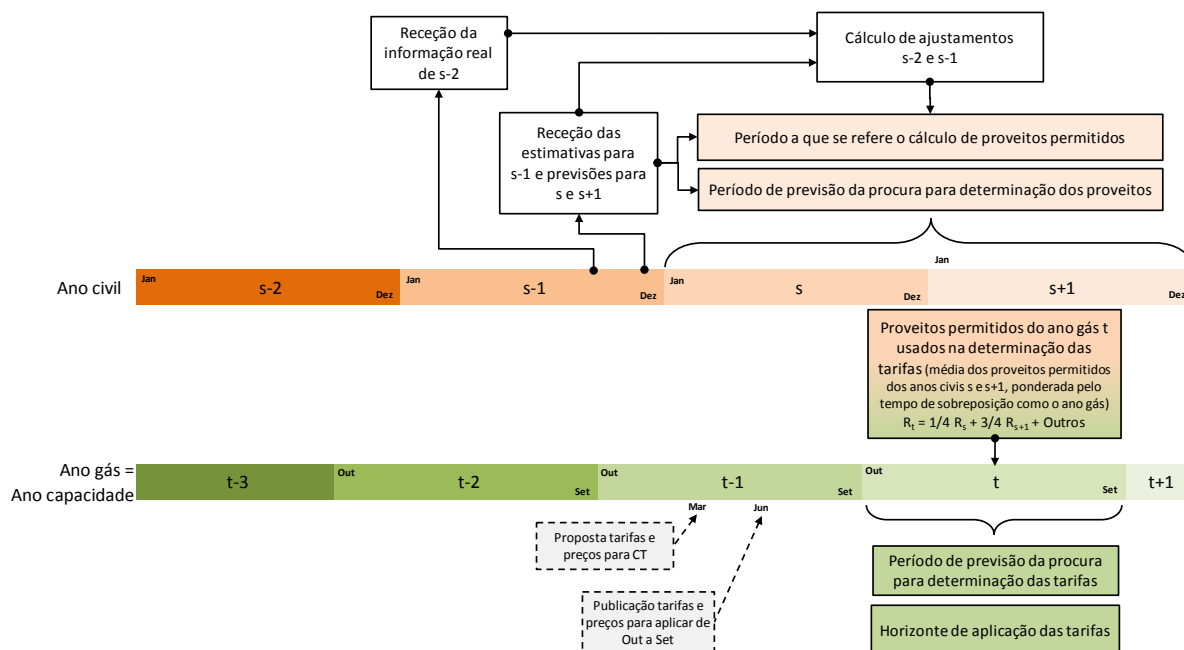 Receção da
informação real
de s-2
Cálculo de ajustamentos
s-2 e s-1
Receção das
estimativas para
s-1 e previsões para
s e s+1
Período a que se refere o cálculo de proveitos permitidos
Período de previsão da procura para determinação dos proveitos
Ano civil
Jan
s-2
Dez
Jan
s-1
Dez
Jan
s
Dez
Jan
s+1
Dez
Proveitos permitidos do ano gás t
usados na determinação das
tarifas (média dos proveitos permitidos
dos anos civis s e s+1, ponderada pelo
tempo de sobreposição como o ano gás)
Rt = 1/4 Rs + 3/4 Rs+1 + Outros
Ano gás =
Ano capacidade
t-3
Out
t-2
Set
Out
t-1
Set
Out
t
Set
t+1
Mar
Jun
Proposta tarifas e
preços para CT
Publicação tarifas e
preços para aplicar de
Out a Set
Período de previsão da procura
para determinação das tarifas
Horizonte de aplicação das tarifas